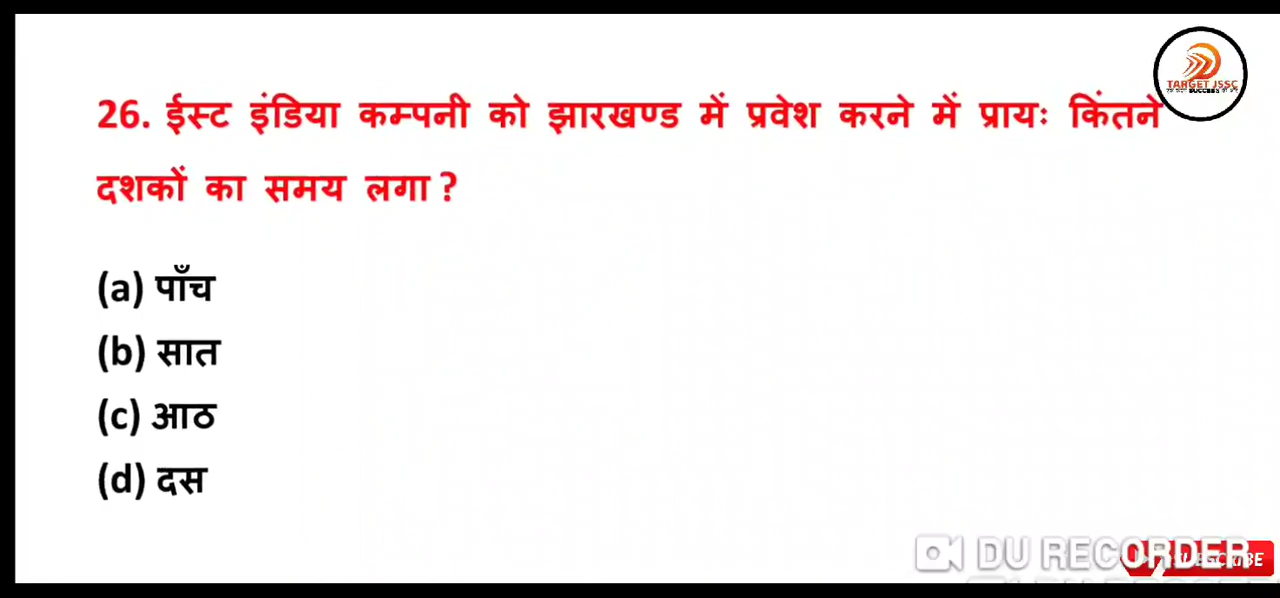 TARGET JSSC
26. ईस्ट इंडिया कम्पनी को झारखण्ड में प्रवेश करने में प्रायः किंतने
दशकों का समय लगा ?
(a) पाँच
(b) सात
(c) आठ
(d) दस
DU RECORDER